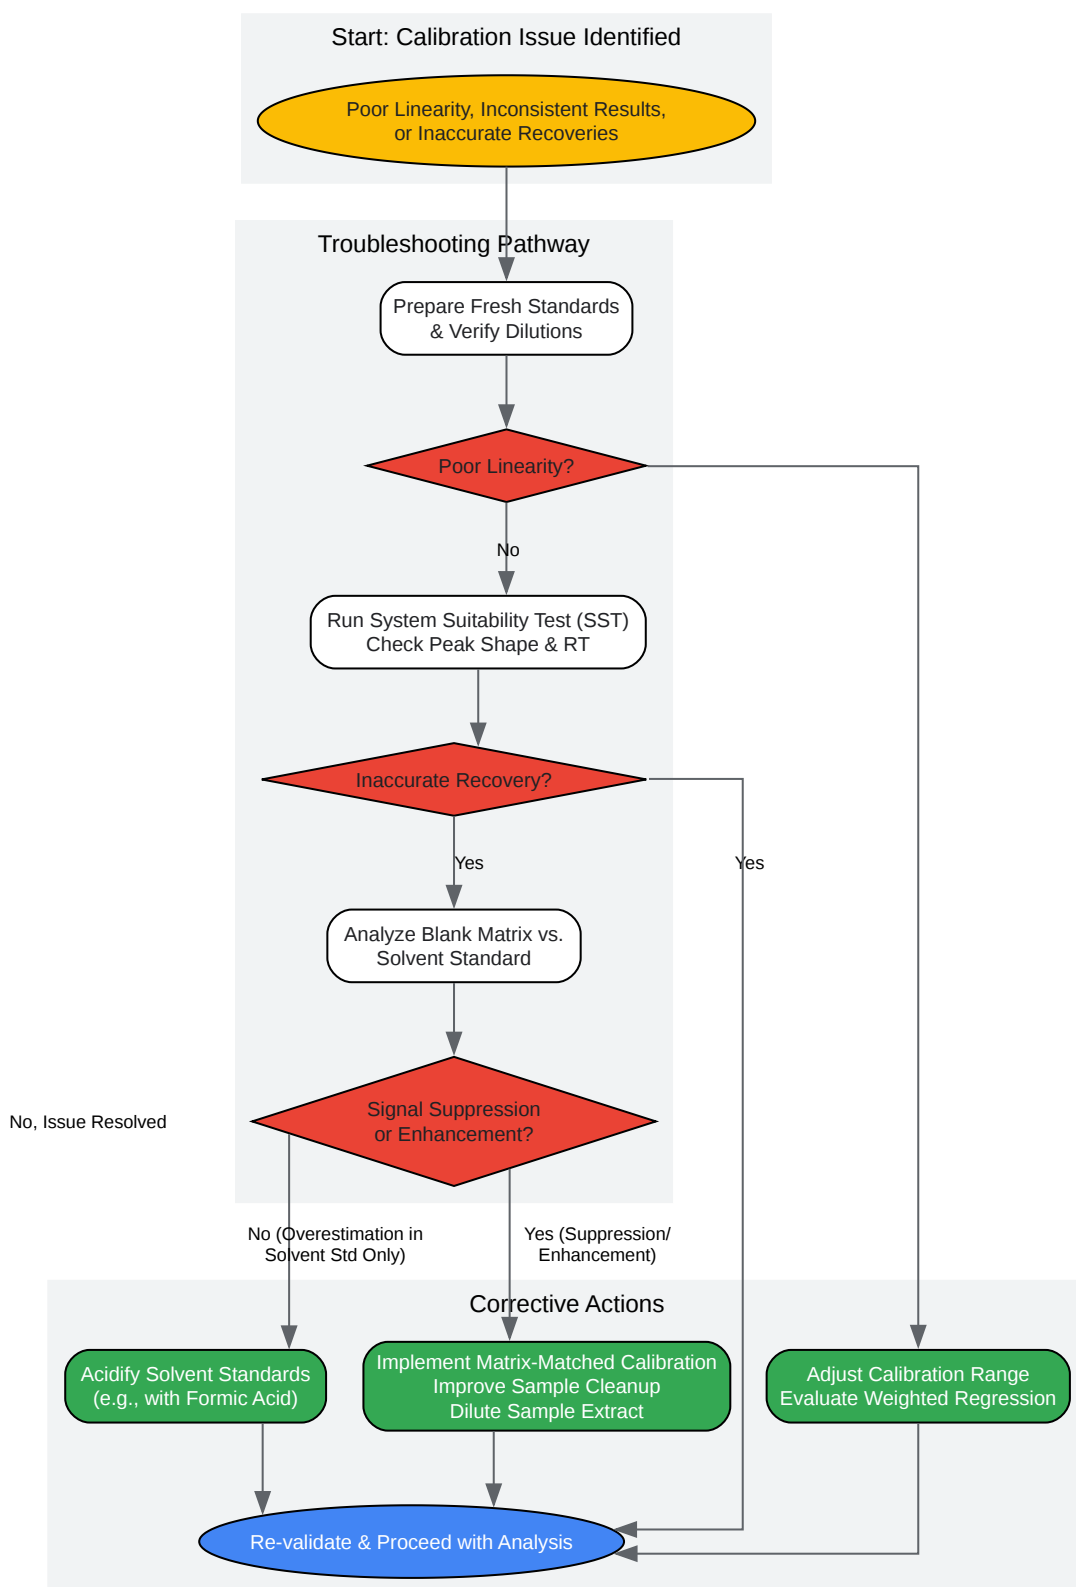 Start: Calibration Issue Identified
Poor Linearity, Inconsistent Results,
or Inaccurate Recoveries
Troubleshooting Pathway
Prepare Fresh Standards
& Verify Dilutions
Poor Linearity?
No
Run System Suitability Test (SST)
Check Peak Shape & RT
Inaccurate Recovery?
Yes
Yes
Analyze Blank Matrix vs.
Solvent Standard
Signal Suppression
or Enhancement?
No, Issue Resolved
No (Overestimation in
Solvent Std Only)
Yes (Suppression/
Enhancement)
Corrective Actions
Acidify Solvent Standards
(e.g., with Formic Acid)
Implement Matrix-Matched Calibration
Improve Sample Cleanup
Dilute Sample Extract
Adjust Calibration Range
Evaluate Weighted Regression
Re-validate & Proceed with Analysis